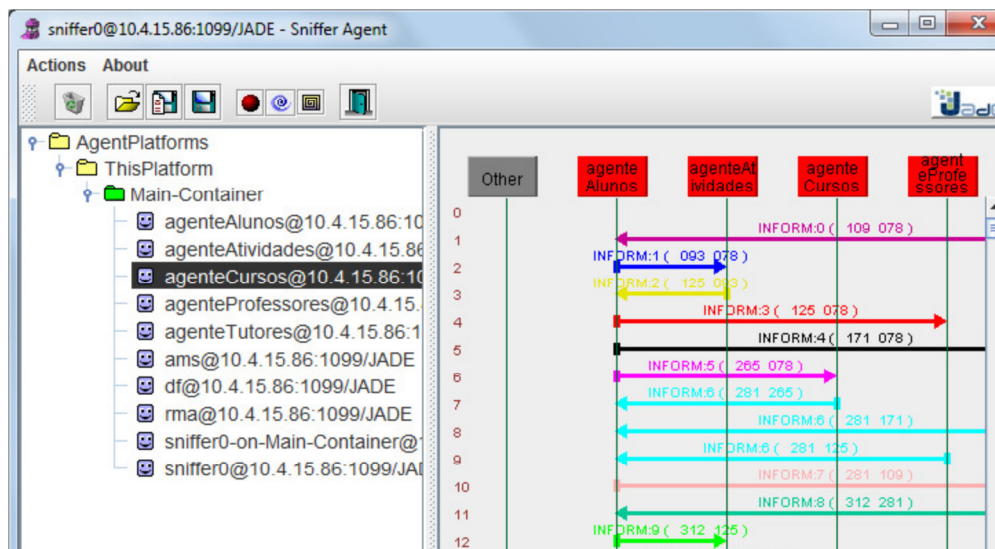 sniffer0@10.4.15.86:1099/JADE - Sniffer Agent
Actions About
Jade
AgentPlatforms
ThisPlatform
Main-Container
agenteAlunos@10.4.15.86:10
agenteAtividades@10.4.15.86
agenteCursos@10.4.15.86:10
agenteProfessores@10.4.15.
agenteTutores@10.4.15.86:1
ams@10.4.15.86:1099/JADE
df@10.4.15.86:1099/JADE
rma@10.4.15.86:1099/JADE
sniffer0-on-Main-Container@
sniffer0@10.4.15.86:1099/JA
Other
agente
Alunos
agenteAt
ividades
agente
Cursos
agent
eProfe
ssores
0
INFORM:0 ( 109 078 )
1
INFORM:1 ( 093 078 )
2
INFORM:2 ( 125 093 )
3
INFORM:3 ( 125 078 )
4
INFORM:4 ( 171 078 )
5
INFORM:5 ( 265 078 )
6
INFORM:6 ( 281 265 )
7
INFORM:6 ( 281 171 )
8
INFORM:6 ( 281 125 )
9
INFORM:7 ( 281 109 )
10
INFORM:8 ( 312 281 )
11
INFORM:9 ( 312 125 )
12